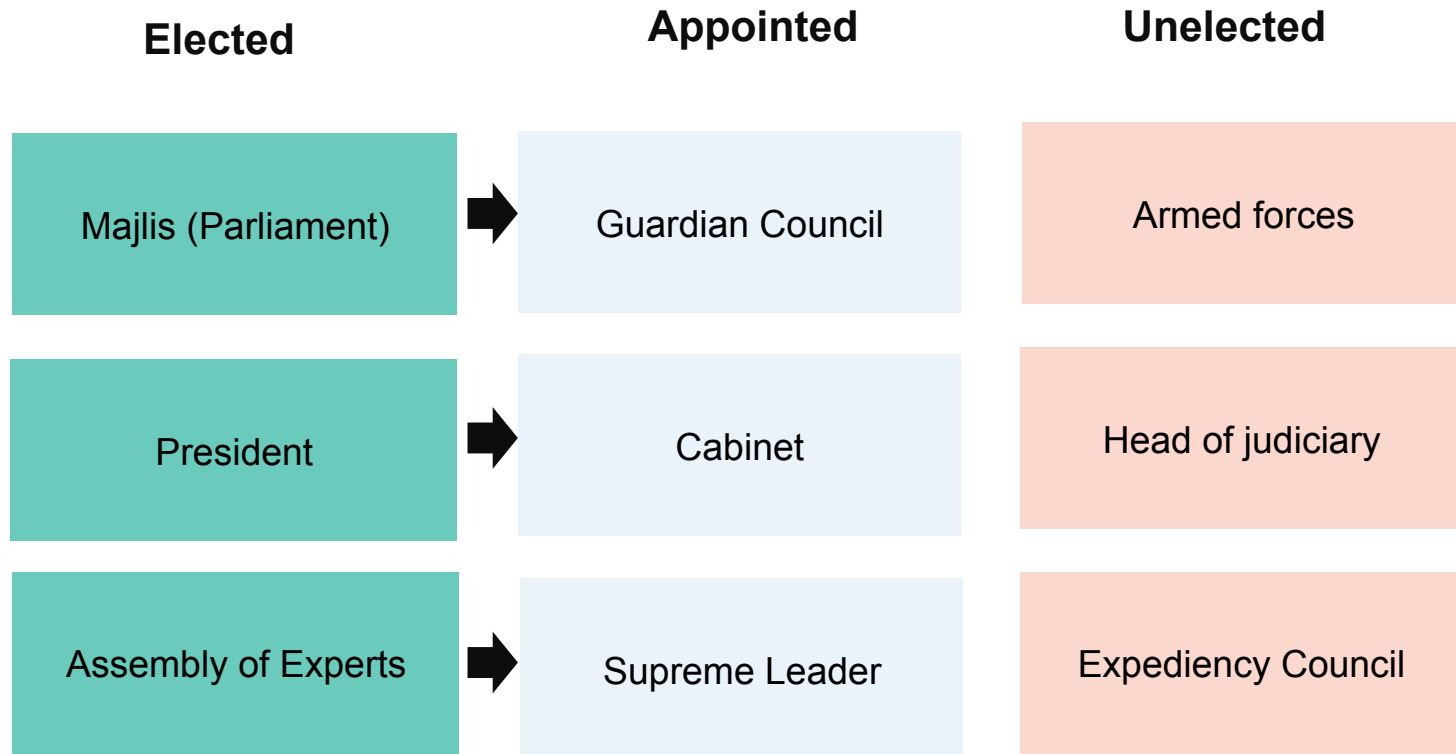 Elected
Appointed
Unelected
Majlis (Parliament)
Guardian Council
Armed forces
President
Cabinet
Head of judiciary
Assembly of Experts
Supreme Leader
Expediency Council